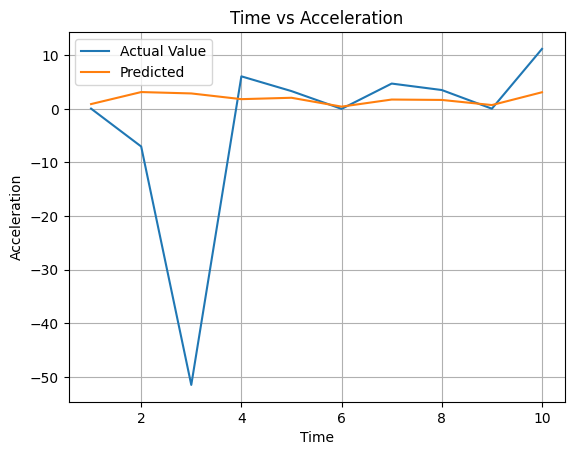 Time vs Acceleration
Actual Value
Predicted
10
0
−10
−20
−30
−40
−50
Acceleration
2
4
6
8
10
Time